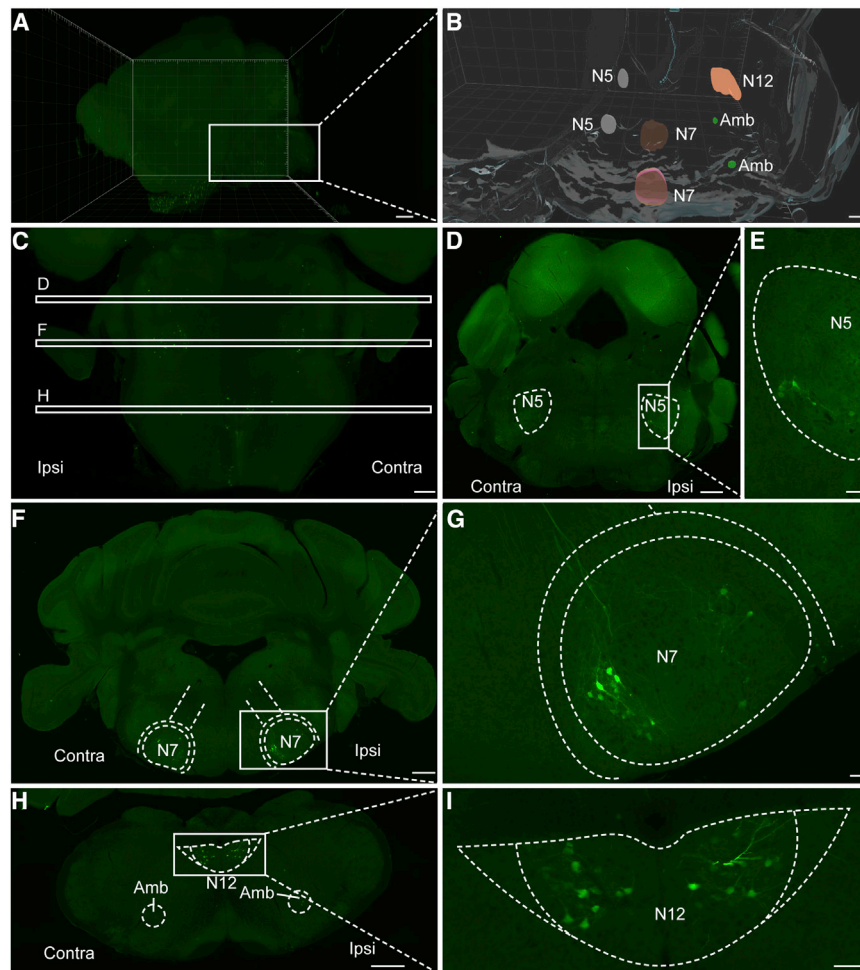 A
B
N5
N12
N5
Amb
N7
Amb
N7
C
D
F
H
Ipsi
Contra
D
N5
N5
Contra
Ipsi
E
N5
F
N7
N7
Contra
Ipsi
G
N7
H
Amb
N12
Amb
Contra
Ipsi
I
N12